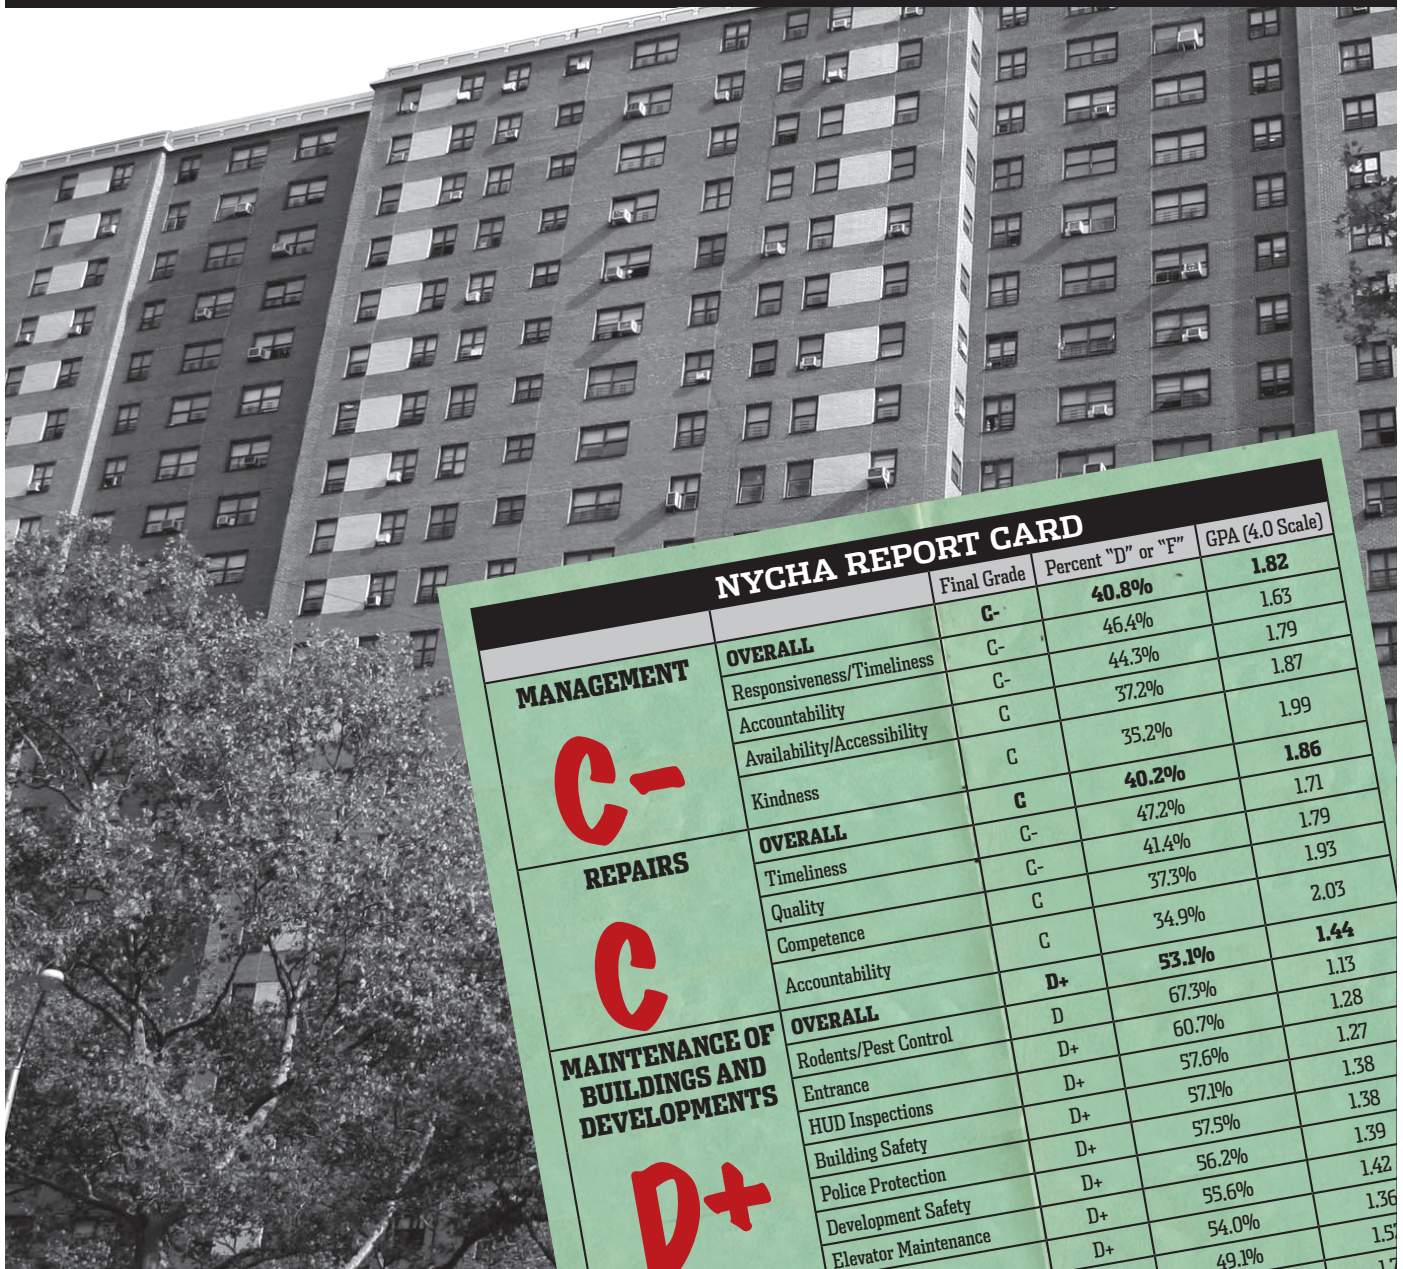 NYCHA REPORT CARD
Final Grade Percent "D" or "F" GPA (4.0 Scale)
MANAGEMENT
C-
OVERALL C- 40.8% 1.82
Responsiveness/Timeliness C- 46.4% 1.63
Accountability C- 44.3% 1.79
Availability/Accessibility C 37.2% 1.87
Kindness C 35.2% 1.99
REPAIRS
C
OVERALL C 40.2% 1.86
Timeliness C- 47.2% 1.71
Quality C- 41.4% 1.79
Competence C 37.3% 1.93
Accountability C 34.9% 2.03
MAINTENANCE OF
BUILDINGS AND
DEVELOPMENTS
D+
OVERALL D+ 53.1% 1.44
Rodents/Pest Control D 67.3% 1.13
Entrance D+ 60.7% 1.28
HUD Inspections D+ 57.6% 1.27
Building Safety D+ 57.1% 1.38
Police Protection D+ 57.5% 1.38
Development Safety D+ 56.2% 1.39
Elevator Maintenance D+ 55.6% 1.42
D+ 54.0% 1.36
49.1%